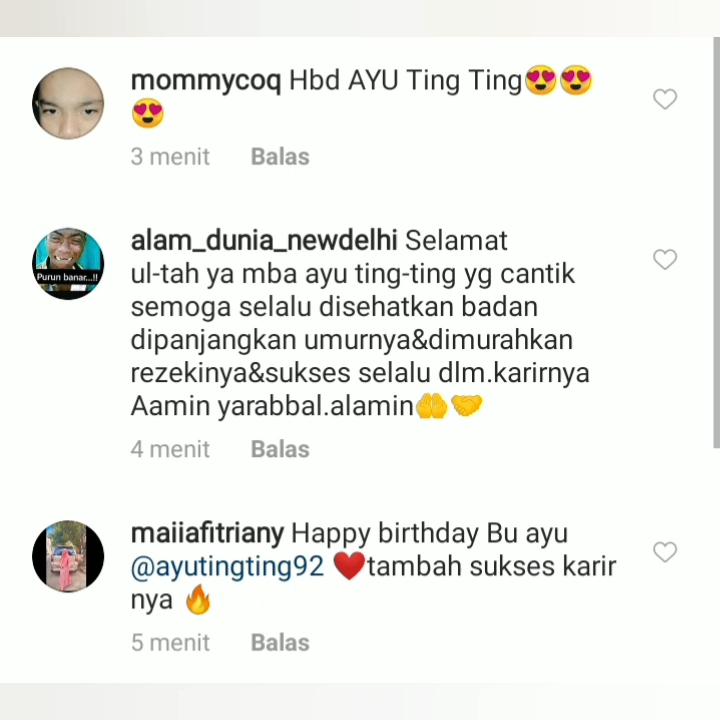 mommycoq Hbd AYU Ting Ting😍😍
😍
3 menit Balas
alam_dunia_newdelhi Selamat
Purun banar...!!
ul-tah ya mba ayu ting-ting yg cantik
semoga selalu disehatkan badan
dipanjangkan umurnya&dimurahkan
rezekinya&sukses selalu dlm.karirnya
Aamin yarabbal.alamin🤲🤝
4 menit Balas
maiiafitriany Happy birthday Bu ayu
@ayutingting92 ❤️tambah sukses karir
nya 🔥
5 menit Balas